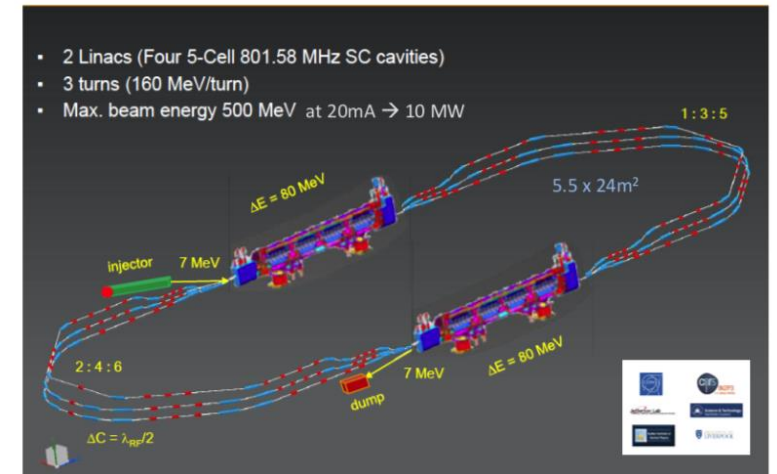 ▪ 2 Linacs (Four 5-Cell 801.58 MHz SC cavities)
▪ 3 turns (160 MeV/turn)
▪ Max. beam energy 500 MeV at 20mA → 10 MW
1 : 3 : 5
ΔE = 80 MeV
5.5 x 24m²
injector
7 MeV
2 : 4 : 6
7 MeV
ΔE = 80 MeV
dump
ΔC = λRF/2